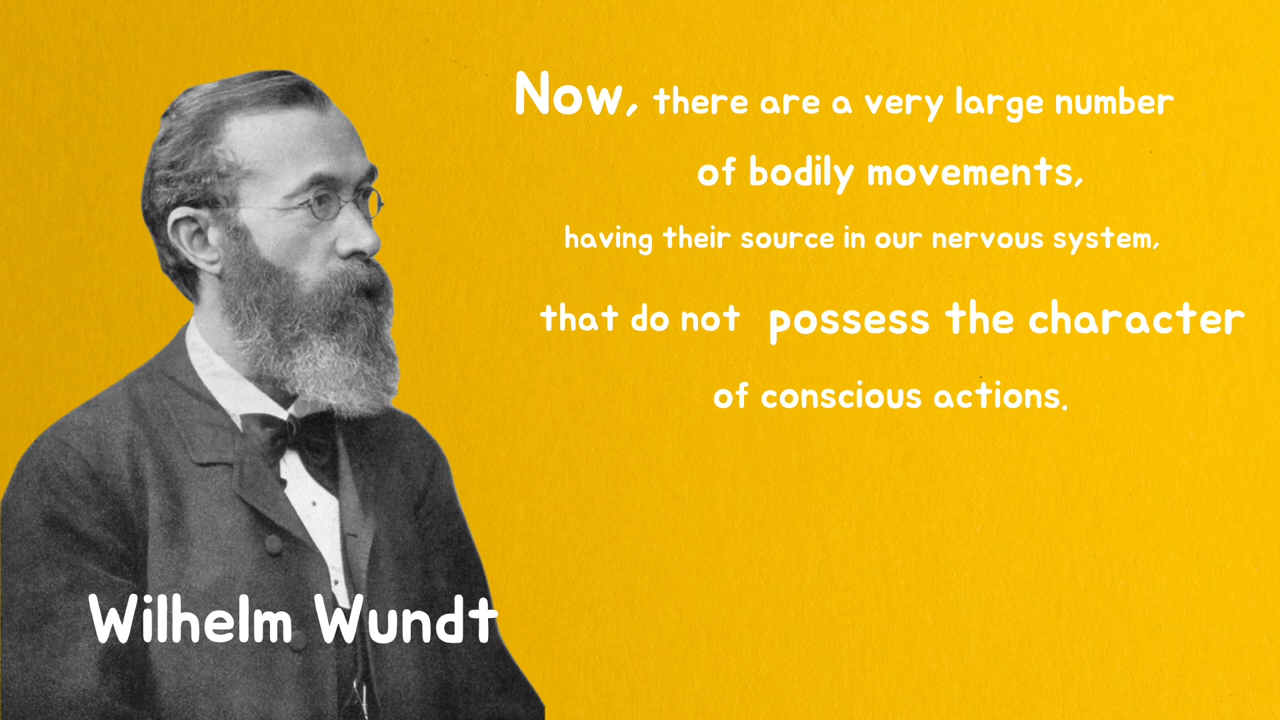 Now, there are a very large number
of bodily movements,
having their source in our nervous system,
that do not possess the character
of conscious actions.
Wilhelm Wundt